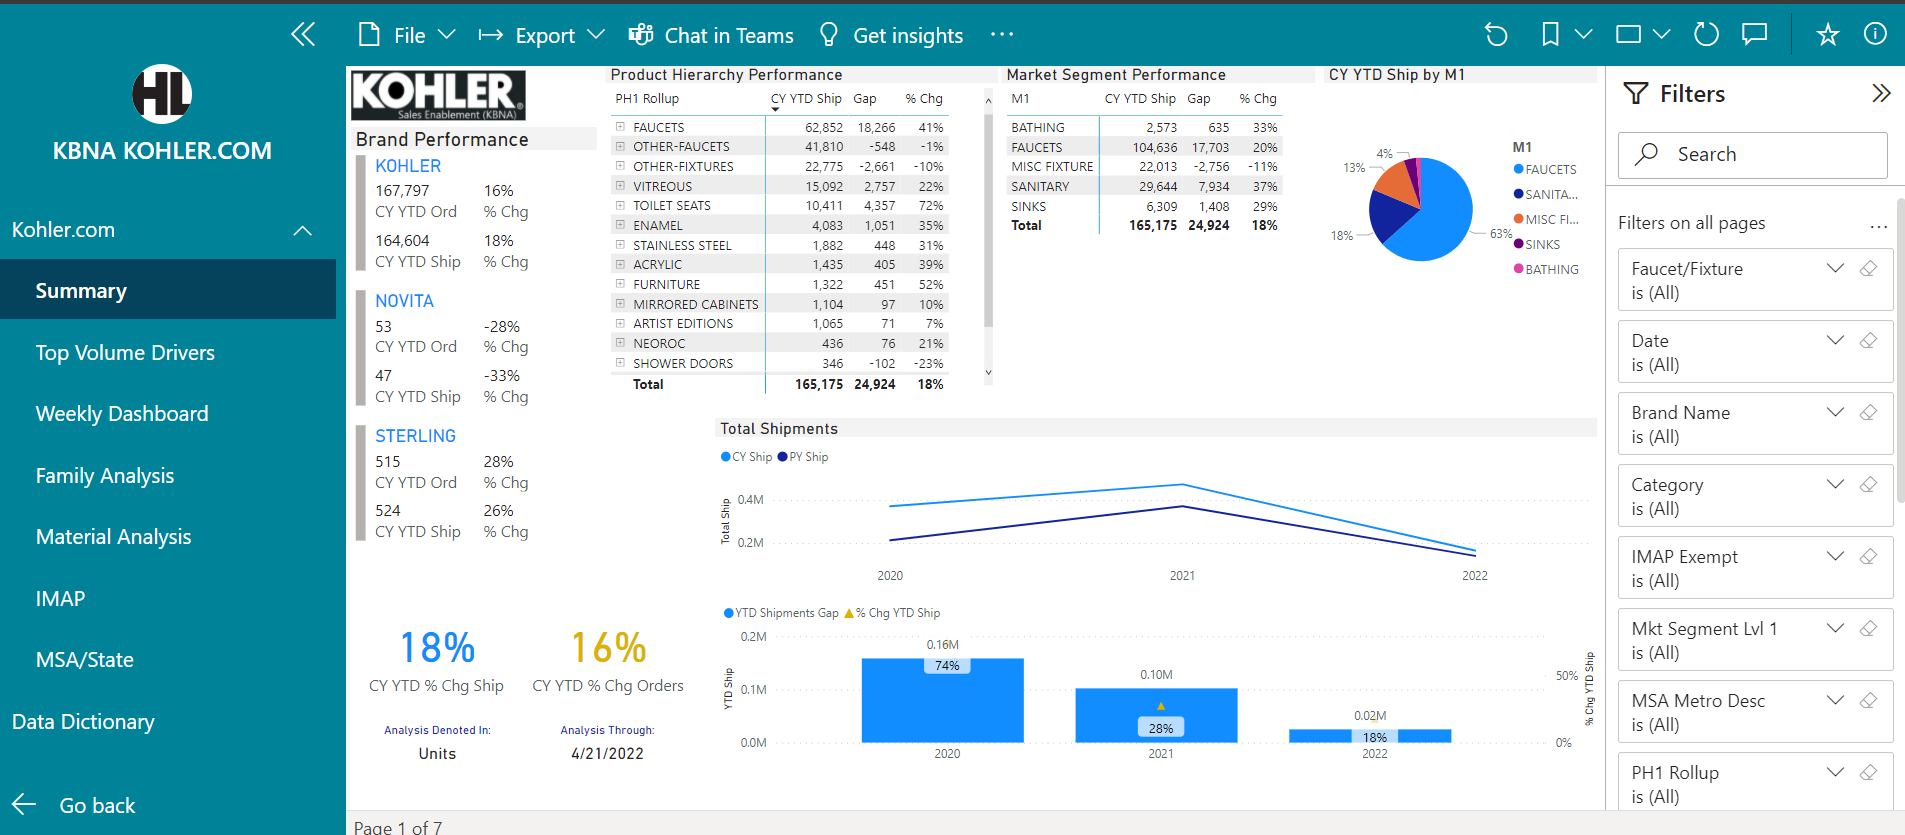 File
Export
Chat in Teams
Get insights
HL
KBNA KOHLER.COM
Kohler.com
Summary
Top Volume Drivers
Weekly Dashboard
Family Analysis
Material Analysis
IMAP
MSA/State
Data Dictionary
Go back
KOHLER®
Sales Enablement (KBNA)
Brand Performance
KOHLER
167,797 16%
CY YTD Ord % Chg
164,604 18%
CY YTD Ship % Chg
NOVITA
53 -28%
CY YTD Ord % Chg
47 -33%
CY YTD Ship % Chg
STERLING
515 28%
CY YTD Ord % Chg
524 26%
CY YTD Ship % Chg
18% 16%
CY YTD % Chg Ship CY YTD % Chg Orders
Analysis Denoted In: Analysis Through:
Units 4/21/2022
Product Hierarchy Performance
PH1 Rollup CY YTD Ship Gap % Chg
FAUCETS 62,852 18,266 41%
OTHER-FAUCETS 41,810 -548 -1%
OTHER-FIXTURES 22,775 -2,661 -10%
VITREOUS 15,092 2,757 22%
TOILET SEATS 10,411 4,357 72%
ENAMEL 4,083 1,051 35%
STAINLESS STEEL 1,882 448 31%
ACRYLIC 1,435 405 39%
FURNITURE 1,322 451 52%
MIRRORED CABINETS 1,104 97 10%
ARTIST EDITIONS 1,065 71 7%
NEOROC 436 76 21%
SHOWER DOORS 346 -102 -23%
Total 165,175 24,924 18%
Market Segment Performance
M1 CY YTD Ship Gap % Chg
BATHING 2,573 635 33%
FAUCETS 104,636 17,703 20%
MISC FIXTURE 22,013 -2,756 -11%
SANITARY 29,644 7,934 37%
SINKS 6,309 1,408 29%
Total 165,175 24,924 18%
CY YTD Ship by M1
4%
13%
18%
63%
M1
FAUCETS
SANITA...
MISC FI...
SINKS
BATHING
Total Shipments
CY Ship PY Ship
Total Ship
0.4M
0.2M
2020 2021 2022
YTD Shipments Gap % Chg YTD Ship
YTD Ship
0.2M
0.1M
0.0M
0.16M
74%
0.10M
28%
0.02M
18%
50%
0%
% Chg YTD Ship
2020 2021 2022
Filters
Search
Filters on all pages
Faucet/Fixture
is (All)
Date
is (All)
Brand Name
is (All)
Category
is (All)
IMAP Exempt
is (All)
Mkt Segment Lvl 1
is (All)
MSA Metro Desc
is (All)
PH1 Rollup
is (All)
Page 1 of 7